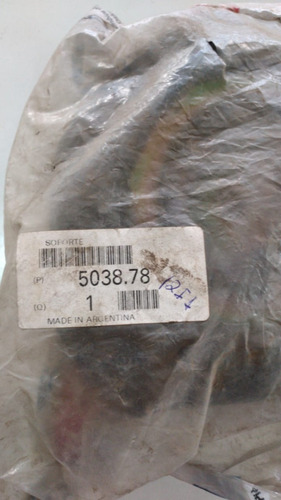 SOPORTE
(P) 5038.78
(Q) 1
MADE IN ARGENTINA